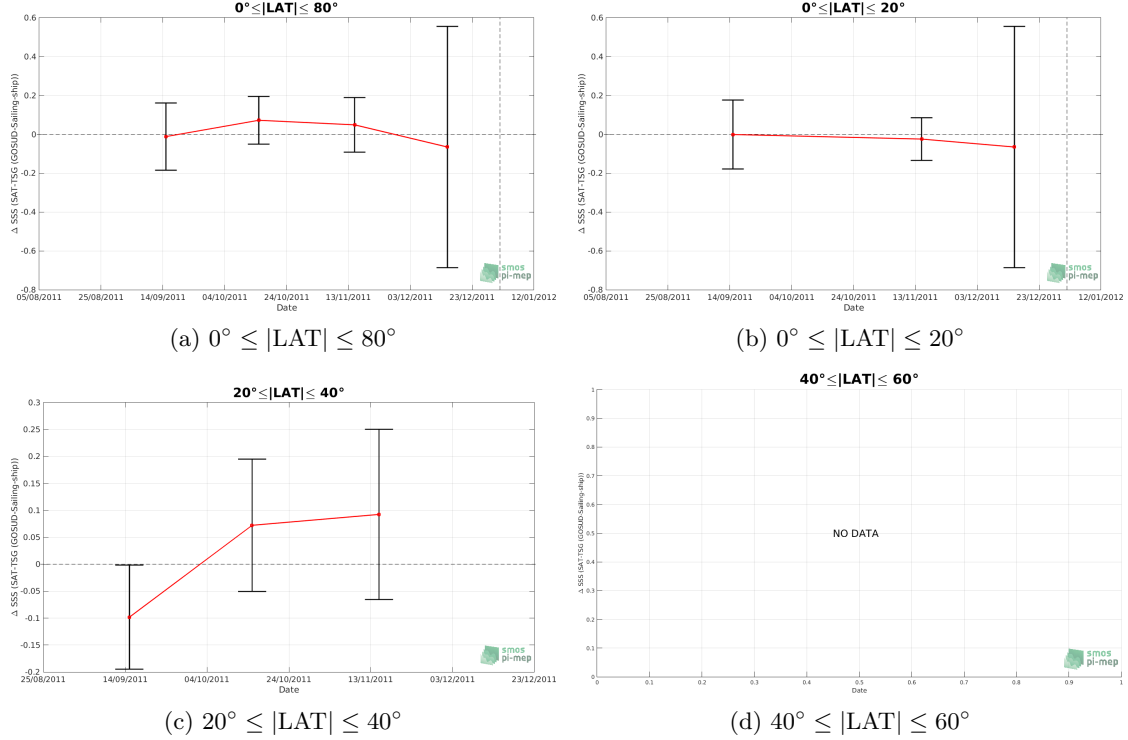 0°≤|LAT|≤ 80°
0.6
0.4
0.2
0
-0.2
-0.4
-0.6
-0.8
Δ SSS (SAT-TSG (GOSUD-Sailing-ship))
05/08/2011 25/08/2011 14/09/2011 04/10/2011 24/10/2011 13/11/2011 03/12/2011 23/12/2011 12/01/2012
Date
smos
pi-mep
(a) 0° ≤ |LAT| ≤ 80°
0°≤|LAT|≤ 20°
0.6
0.4
0.2
0
-0.2
-0.4
-0.6
-0.8
Δ SSS (SAT-TSG (GOSUD-Sailing-ship))
05/08/2011 25/08/2011 14/09/2011 04/10/2011 24/10/2011 13/11/2011 03/12/2011 23/12/2011 12/01/2012
Date
smos
pi-mep
(b) 0° ≤ |LAT| ≤ 20°
20°≤|LAT|≤ 40°
0.3
0.25
0.2
0.15
0.1
0.05
0
-0.05
-0.1
-0.15
-0.2
Δ SSS (SAT-TSG (GOSUD-Sailing-ship))
25/08/2011 14/09/2011 04/10/2011 24/10/2011 13/11/2011 03/12/2011 23/12/2011
Date
smos
pi-mep
(c) 20° ≤ |LAT| ≤ 40°
40°≤|LAT|≤ 60°
1
0.9
0.8
0.7
0.6
0.5
0.4
0.3
0.2
0.1
0
Δ SSS (SAT-TSG (GOSUD-Sailing-ship))
NO DATA
0 0.1 0.2 0.3 0.4 0.5 0.6 0.7 0.8 0.9 1
Date
smos
pi-mep
(d) 40° ≤ |LAT| ≤ 60°